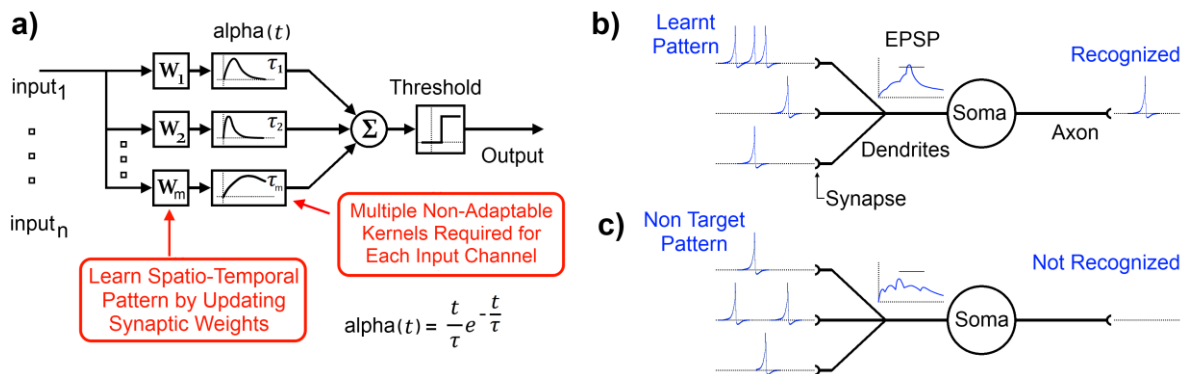 a)
alpha(t)
input1
W1
τ1
W2
τ2
Wm
τm
inputn
Σ
Threshold
Output
Multiple Non-Adaptable
Kernels Required for
Each Input Channel
Learn Spatio-Temporal
Pattern by Updating
Synaptic Weights
alpha(t) = t/τ e^-t/τ
b)
Learnt
Pattern
EPSP
Recognized
Soma
Axon
Dendrites
Synapse
c)
Non Target
Pattern
Not Recognized
Soma